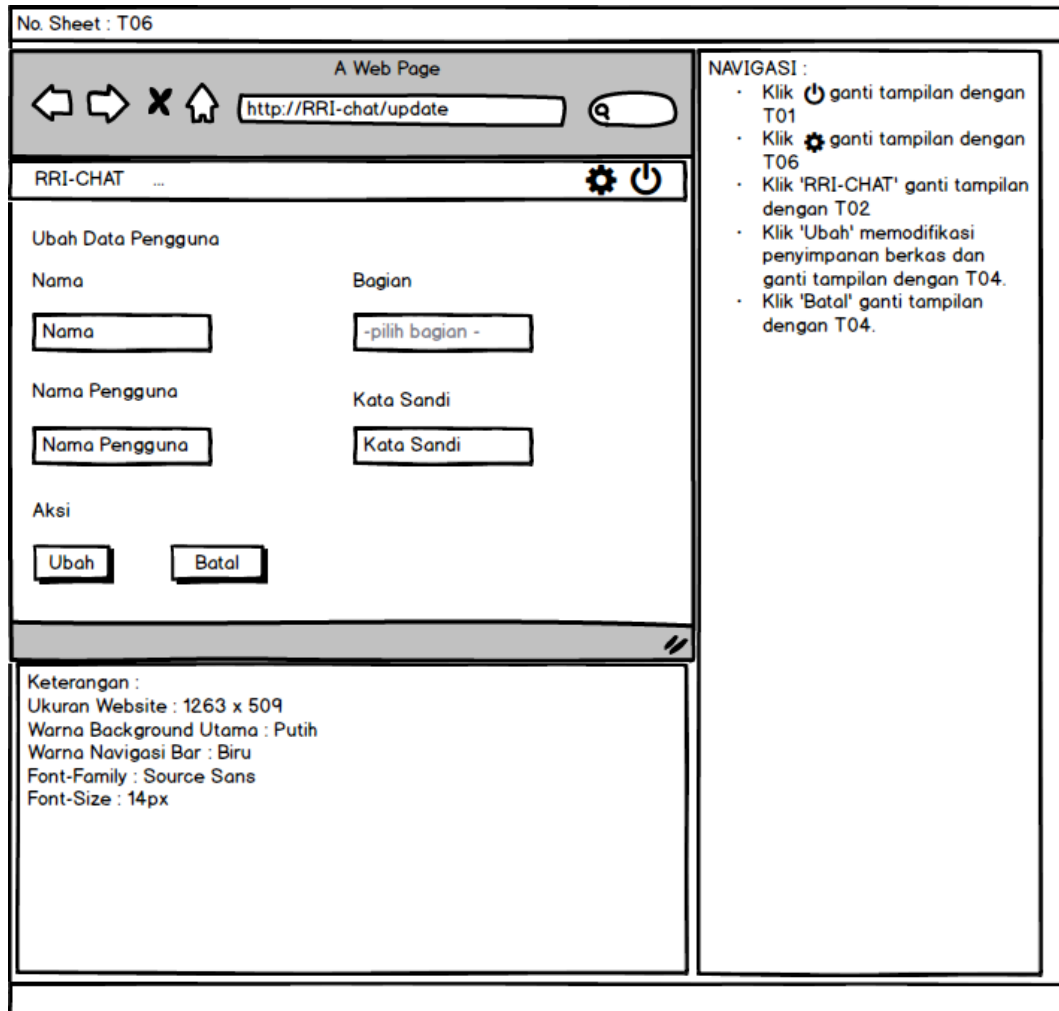 No. Sheet : T06
A Web Page
http://RRI-chat/update
RRI-CHAT ...
Ubah Data Pengguna
Nama
Bagian
Nama
-pilih bagian -
Nama Pengguna
Kata Sandi
Nama Pengguna
Kata Sandi
Aksi
Ubah
Batal
NAVIGASI :
· Klik ganti tampilan dengan
T01
· Klik ganti tampilan dengan
T06
· Klik 'RRI-CHAT' ganti tampilan
dengan T02
· Klik 'Ubah' memodifikasi
penyimpanan berkas dan
ganti tampilan dengan T04.
· Klik 'Batal' ganti tampilan
dengan T04.
Keterangan :
Ukuran Website : 1263 x 509
Warna Background Utama : Putih
Warna Navigasi Bar : Biru
Font-Family : Source Sans
Font-Size : 14px